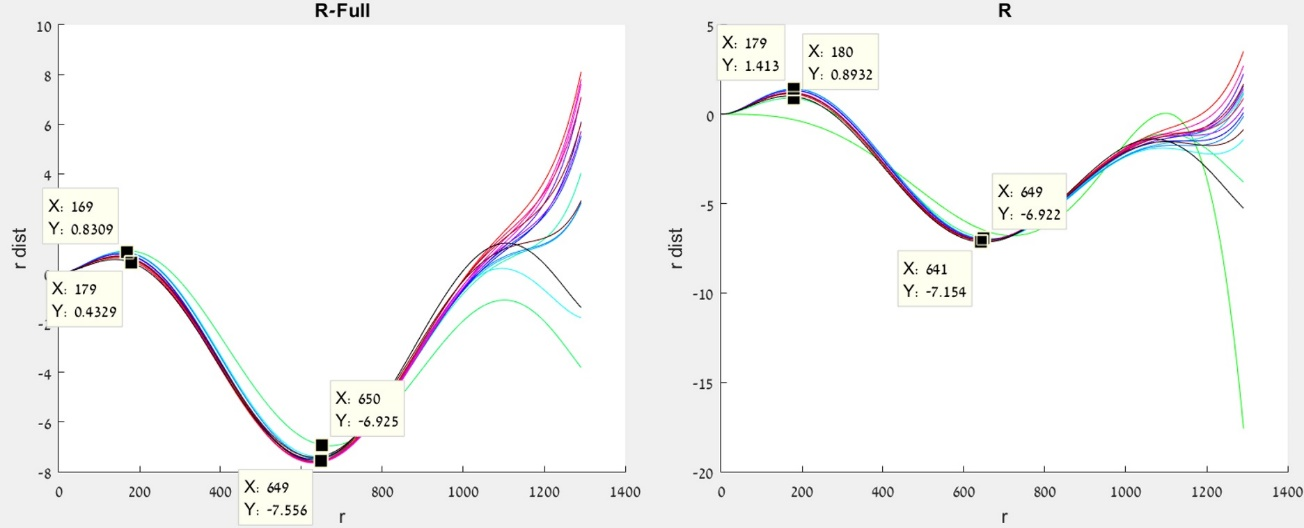 R-Full
10
8
6
4
0
-2
-4
-6
-8
r dist
X: 169
Y: 0.8309
X: 179
Y: 0.4329
X: 650
Y: -6.925
X: 649
Y: -7.556
0
200
400
600
800
1000
1200
1400
r
R
5
0
-5
-10
-15
-20
r dist
X: 179
Y: 1.413
X: 180
Y: 0.8932
X: 649
Y: -6.922
X: 641
Y: -7.154
0
200
400
600
800
1000
1200
1400
r